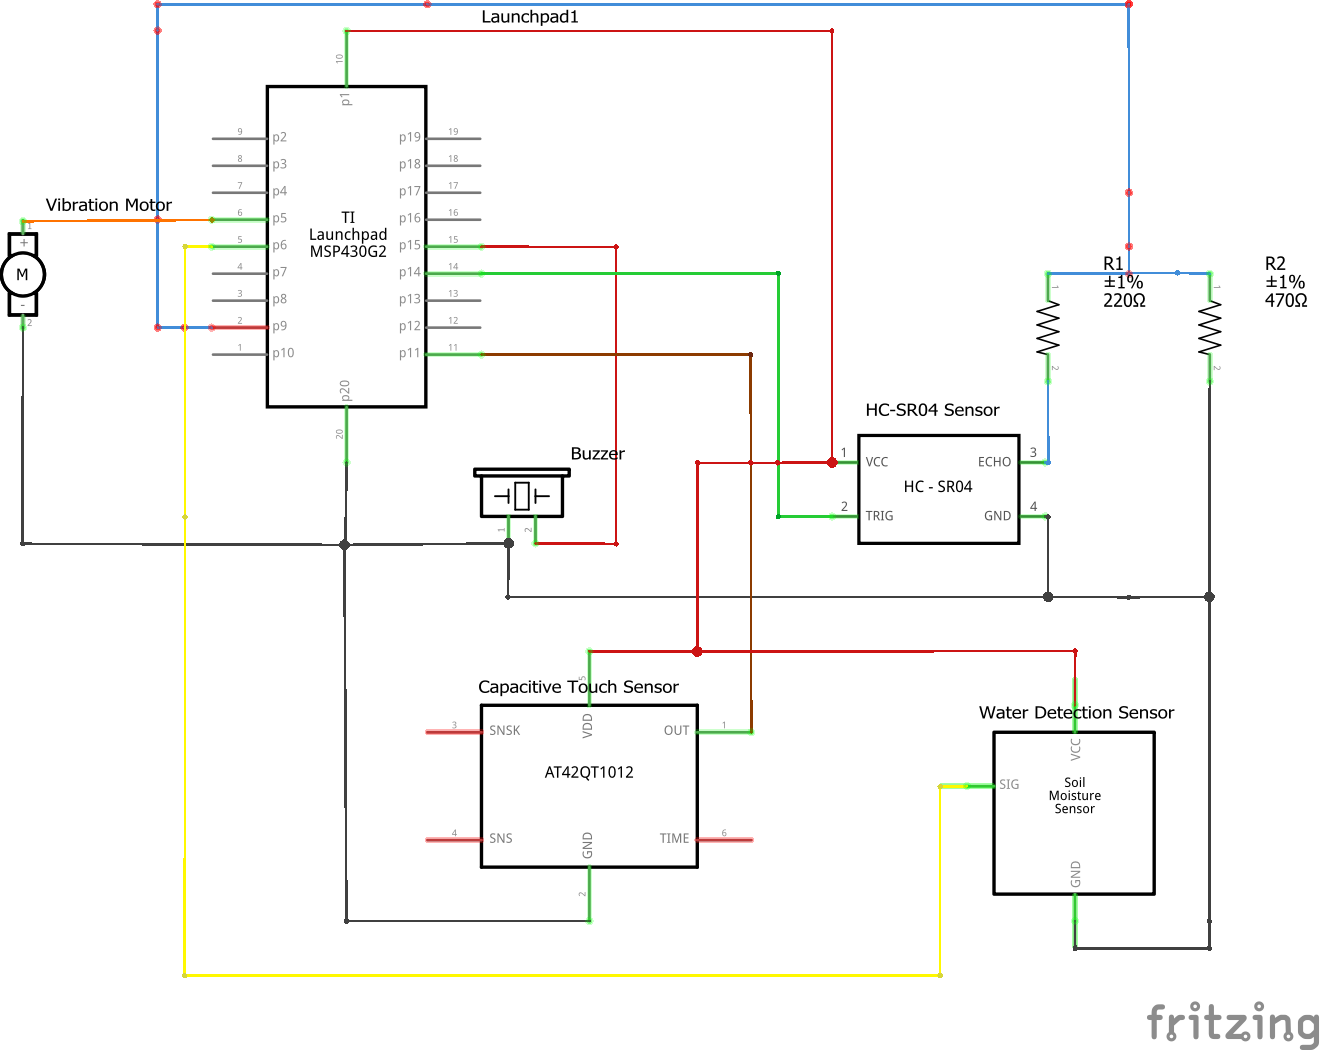 Launchpad1
10
p1
9 p2 p19 19
8 p3 p18 18
7 p4 p17 17
Vibration Motor
6 p5 p16 16
1
+
M
-
2
TI
Launchpad
MSP430G2
5 p6 p15 15
4 p7 p14 14
3 p8 p13 13
2 p9 p12 12
1 p10 p11 11
p20
20
R1
±1%
220Ω
1
2
R2
±1%
470Ω
1
2
HC-SR04 Sensor
1 VCC ECHO 3
HC - SR04
2 TRIG GND 4
Buzzer
1 2
Capacitive Touch Sensor
5
VDD
3 SNSK OUT 1
AT42QT1012
4 SNS TIME 6
GND
2
Water Detection Sensor
VCC
SIG
Soil
Moisture
Sensor
GND
fritzing